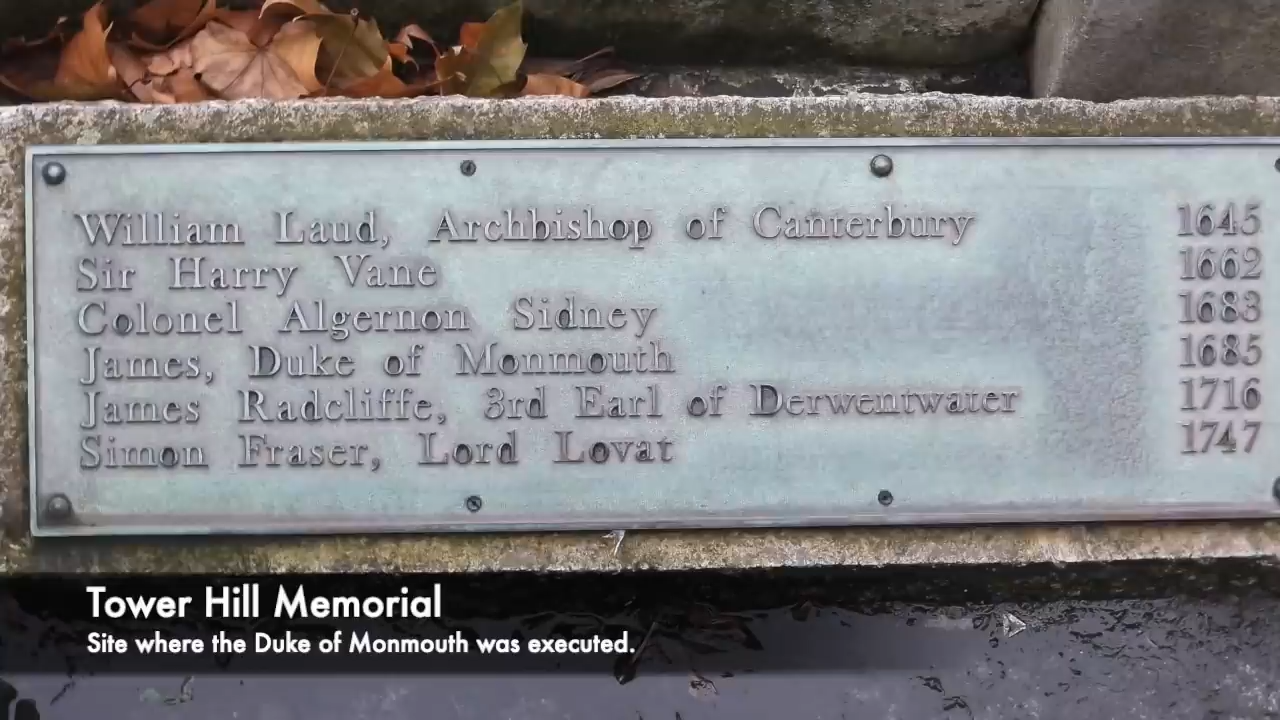 William Laud, Archbishop of Canterbury 1645
Sir Harry Vane 1662
Colonel Algernon Sidney 1683
James, Duke of Monmouth 1685
James Radcliffe, 3rd Earl of Derwentwater 1716
Simon Fraser, Lord Lovat 1747
Tower Hill Memorial
Site where the Duke of Monmouth was executed.